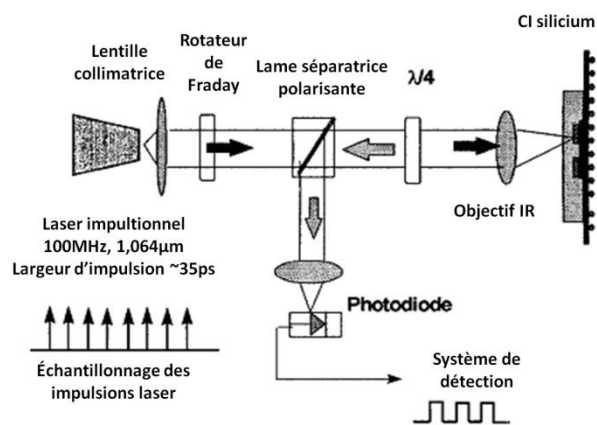 CI silicium
Lentille
collimatrice
Rotateur
de
Fraday
Lame séparatrice
polarisante
λ/4
Objectif IR
Laser impultionnel
100MHz, 1,064µm
Largeur d'impulsion ~35ps
Photodiode
Échantillonnage des
impulsions laser
Système de
détection